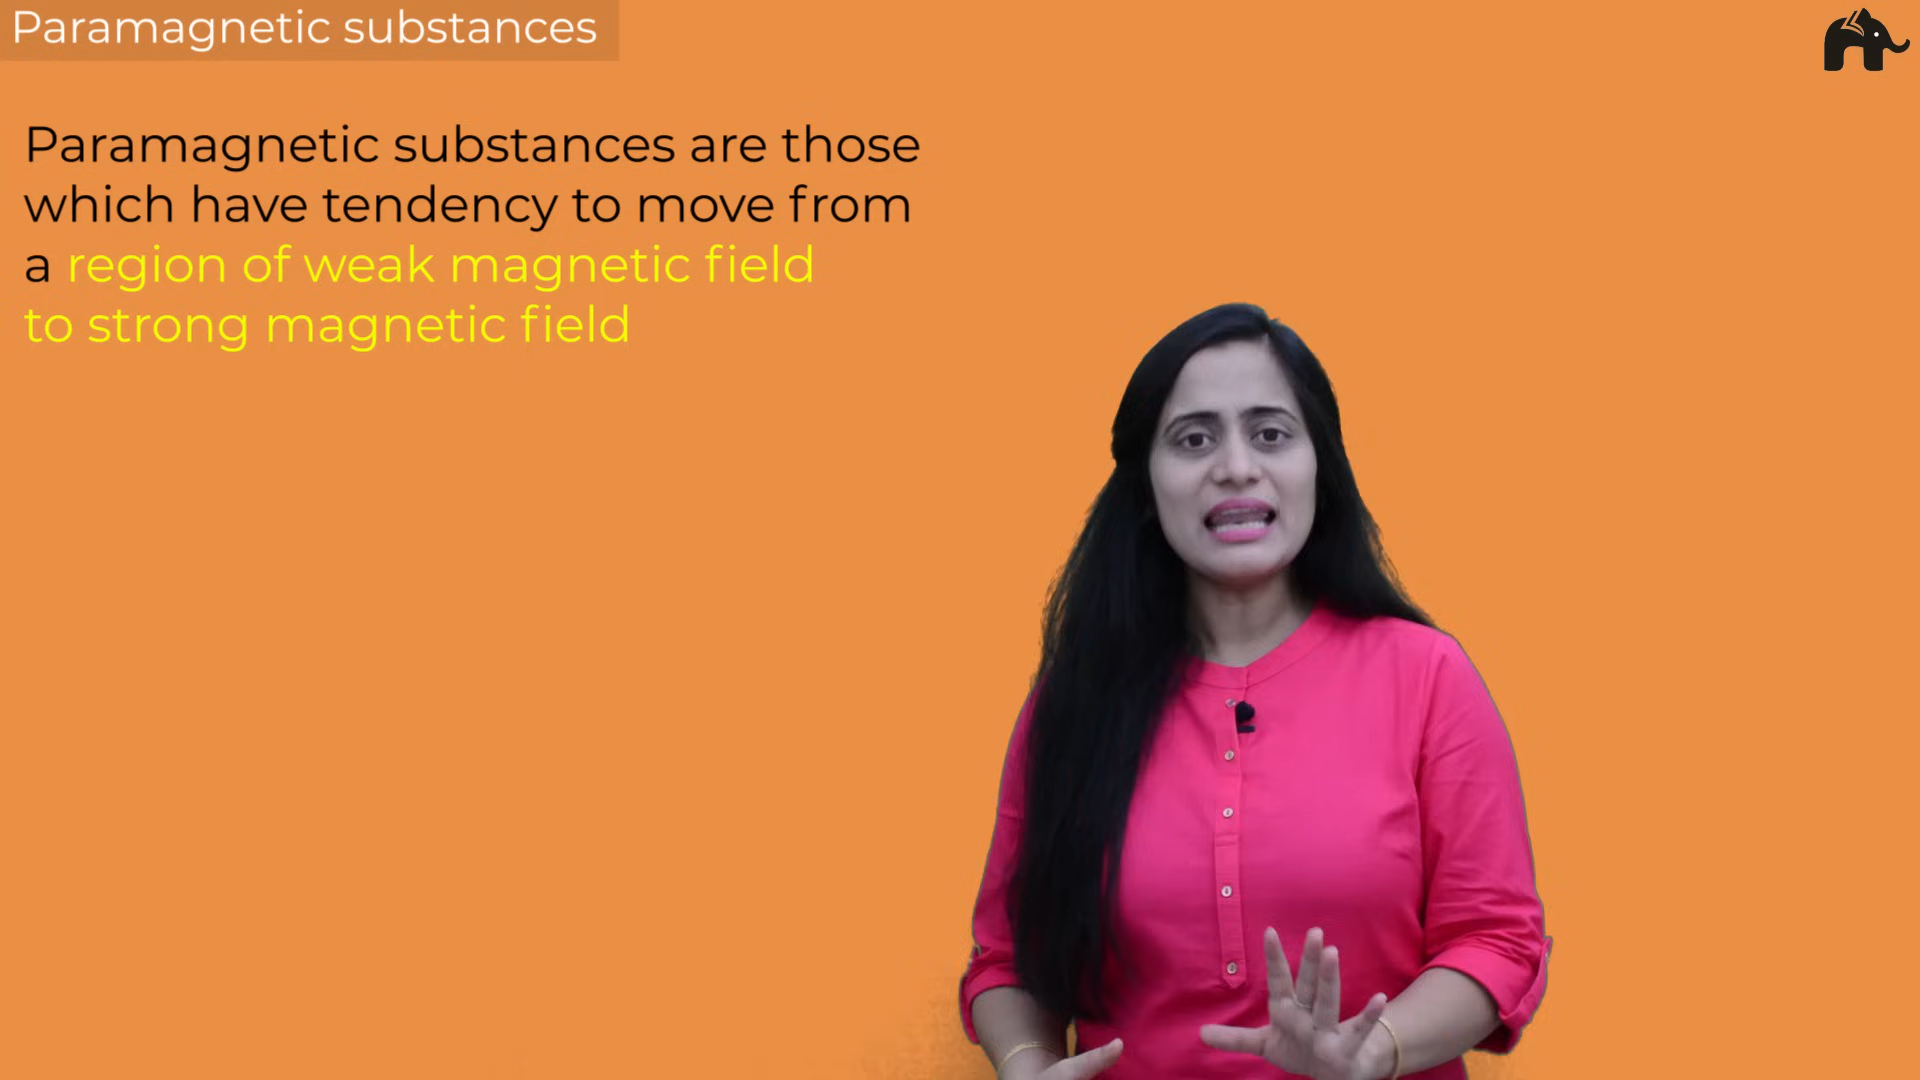 Paramagnetic substances
Paramagnetic substances are those
which have tendency to move from
a region of weak magnetic field
to strong magnetic field